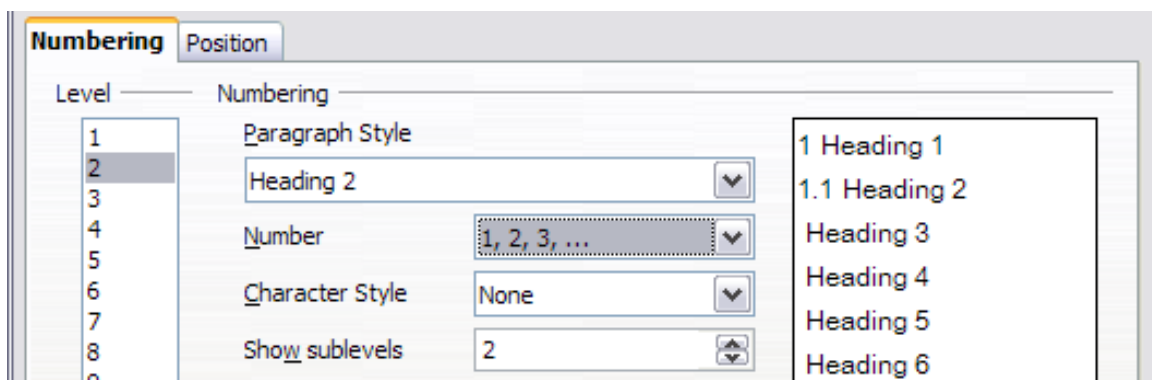 Numbering Position
Level Numbering
1
2
3
4
5
6
7
8
Paragraph Style
Heading 2
Number 1, 2, 3, ...
Character Style None
Show sublevels 2
1 Heading 1
1.1 Heading 2
Heading 3
Heading 4
Heading 5
Heading 6